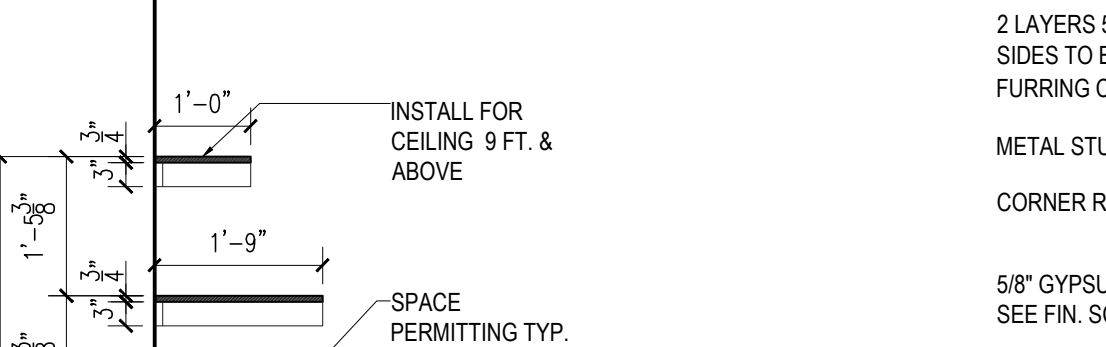 2 LAYERS 5
SIDES TO B
FURRING C
METAL STU
CORNER R
5/8" GYPSU
SEE FIN. SC
1'-0"
INSTALL FOR
CEILING 9 FT. &
ABOVE
3/4"
3"
1'-5 3/8"
1'-9"
3/4"
3"
SPACE
PERMITTING TYP.